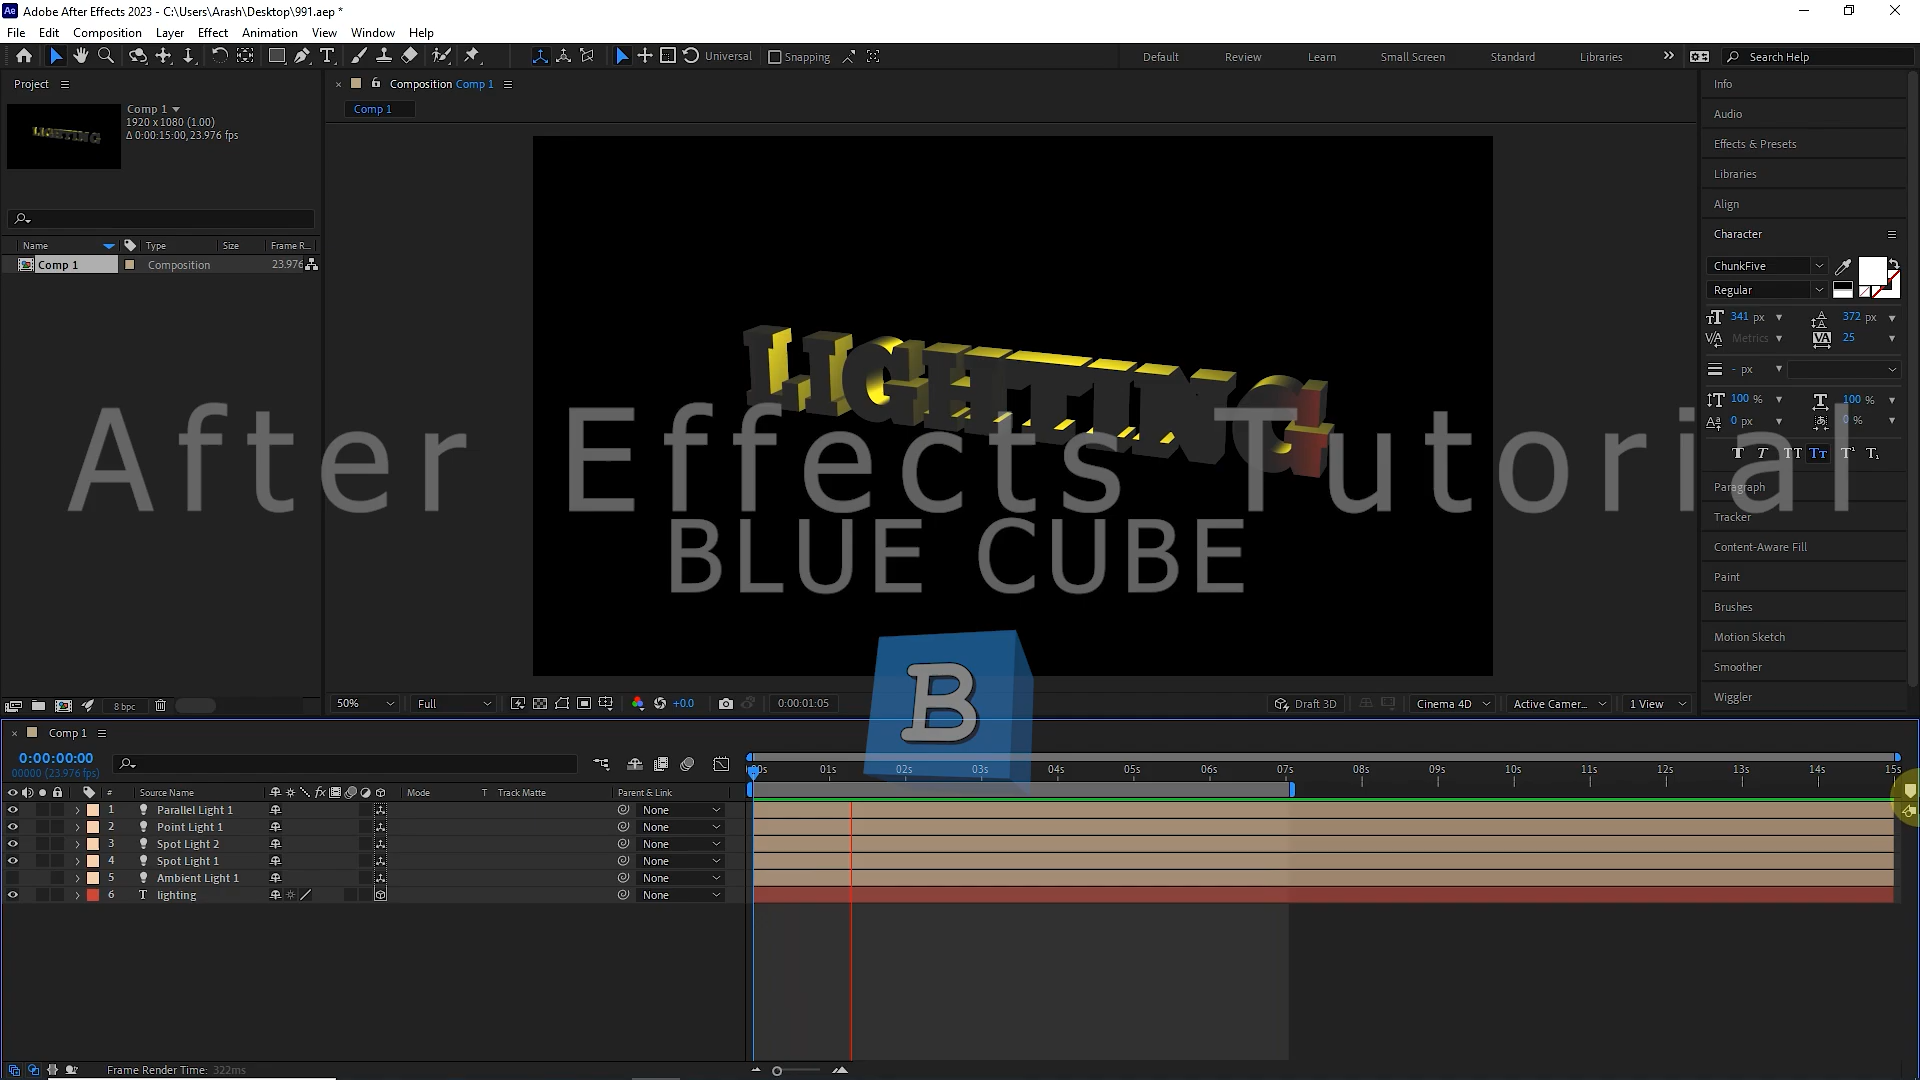 Adobe After Effects 2023 - C:\Users\Arash\Desktop\991.aep *
File Edit Composition Layer Effect Animation View Window Help
Universal Snapping Default Review Learn Small Screen Standard Libraries Search Help
Project
Comp 1
1920 x 1080 (1.00)
Δ 0:00:15:00, 23.976 fps
Name Type Size Frame R...
Comp 1 Composition 23.976
8 bpc
Composition Comp 1
Comp 1
LIGHTING
After Effects Tutorial
BLUE CUBE
B
50% Full +0.0 0:00:01:05 Draft 3D Cinema 4D Active Camer... 1 View
Info
Audio
Effects & Presets
Libraries
Align
Character
ChunkFive
Regular
341 px 372 px
Metrics 25
- px
100 % 100 %
0 px 0 %
T T TT Tт T¹ T₁
Paragraph
Tracker
Content-Aware Fill
Paint
Brushes
Motion Sketch
Smoother
Wiggler
Comp 1
0:00:00:00
00000 (23.976 fps)
00s 01s 02s 03s 04s 05s 06s 07s 08s 09s 10s 11s 12s 13s 14s 15s
# Source Name Mode T Track Matte Parent & Link
1 Parallel Light 1 None
2 Point Light 1 None
3 Spot Light 2 None
4 Spot Light 1 None
5 Ambient Light 1 None
6 T lighting None
Frame Render Time: 322ms